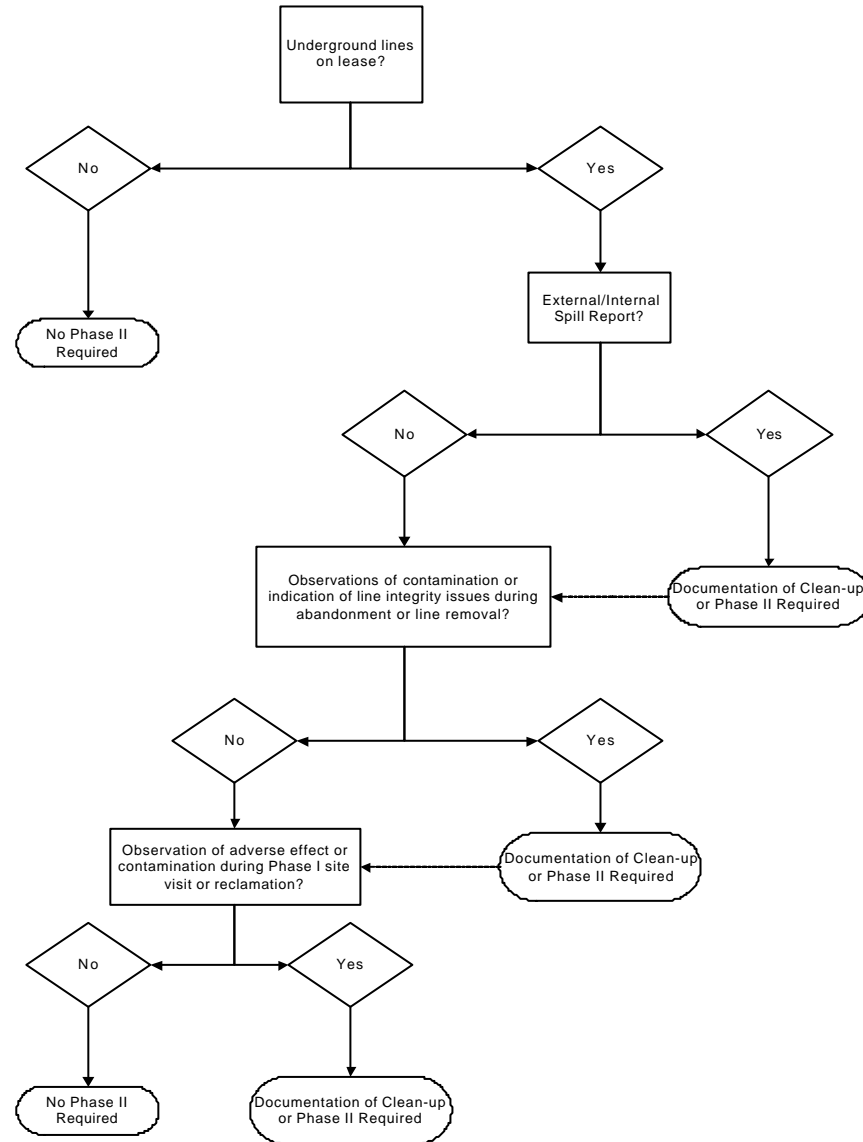 Underground lines
on lease?
No
Yes
External/Internal
Spill Report?
No Phase II
Required
No
Yes
Observations of contamination or
indication of line integrity issues during
abandonment or line removal?
Documentation of Clean-up
or Phase II Required
No
Yes
Observation of adverse effect or
contamination during Phase I site
visit or reclamation?
Documentation of Clean-up
or Phase II Required
No
Yes
No Phase II
Required
Documentation of Clean-up
or Phase II Required